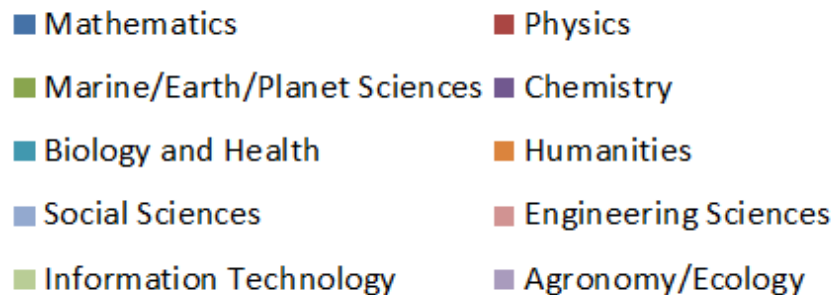 Mathematics Physics
Marine/Earth/Planet Sciences Chemistry
Biology and Health Humanities
Social Sciences Engineering Sciences
Information Technology Agronomy/Ecology